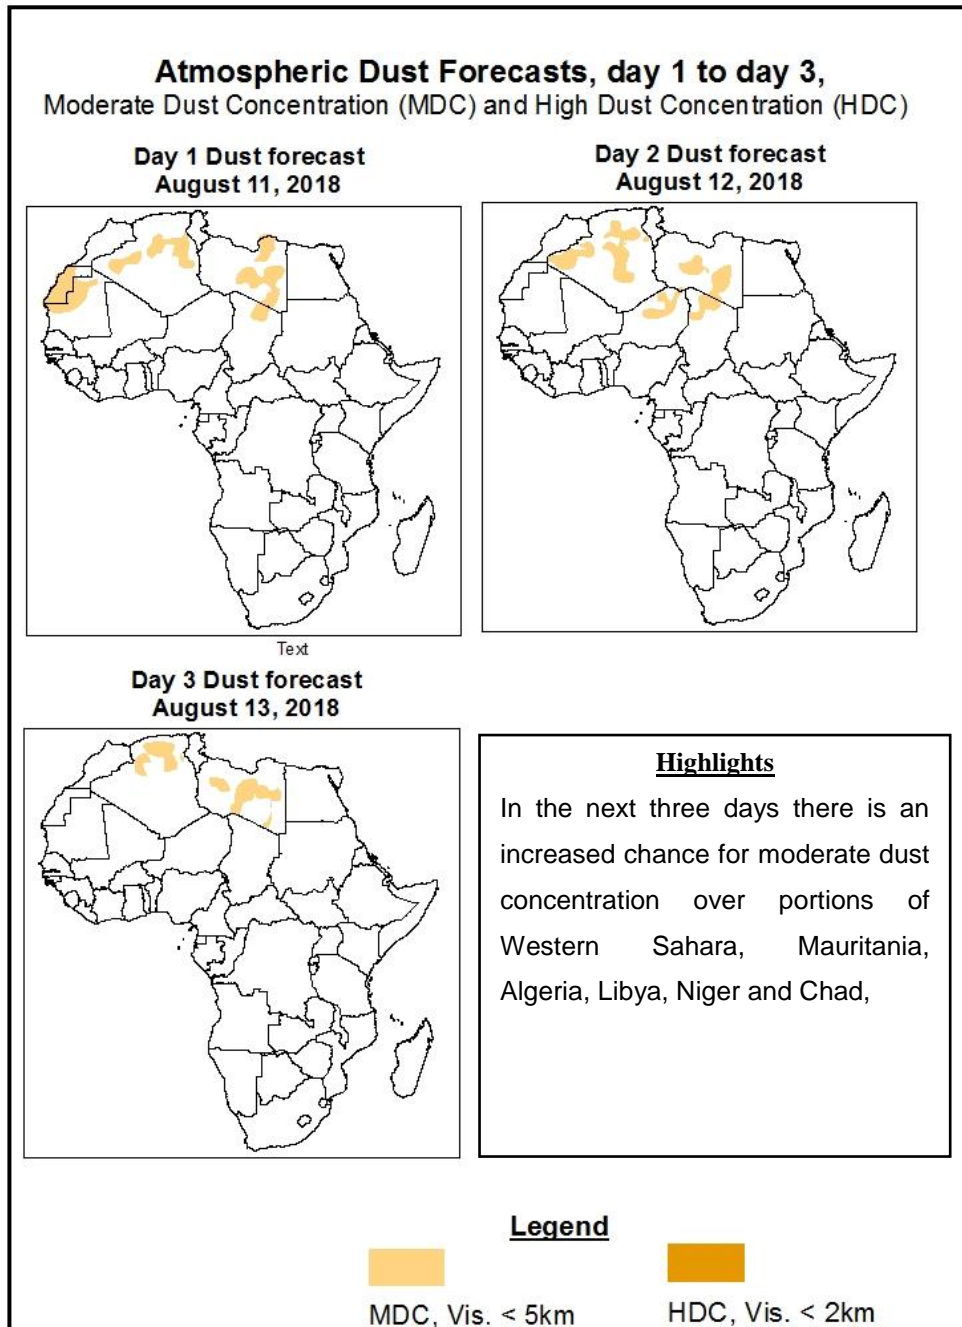 Atmospheric Dust Forecasts, day 1 to day 3,
Moderate Dust Concentration (MDC) and High Dust Concentration (HDC)
Day 1 Dust forecast
August 11, 2018
Day 2 Dust forecast
August 12, 2018
Text
Day 3 Dust forecast
August 13, 2018
Highlights
In the next three days there is an
increased chance for moderate dust
concentration over portions of
Western Sahara, Mauritania,
Algeria, Libya, Niger and Chad,
Legend
MDC, Vis. < 5km
HDC, Vis. < 2km